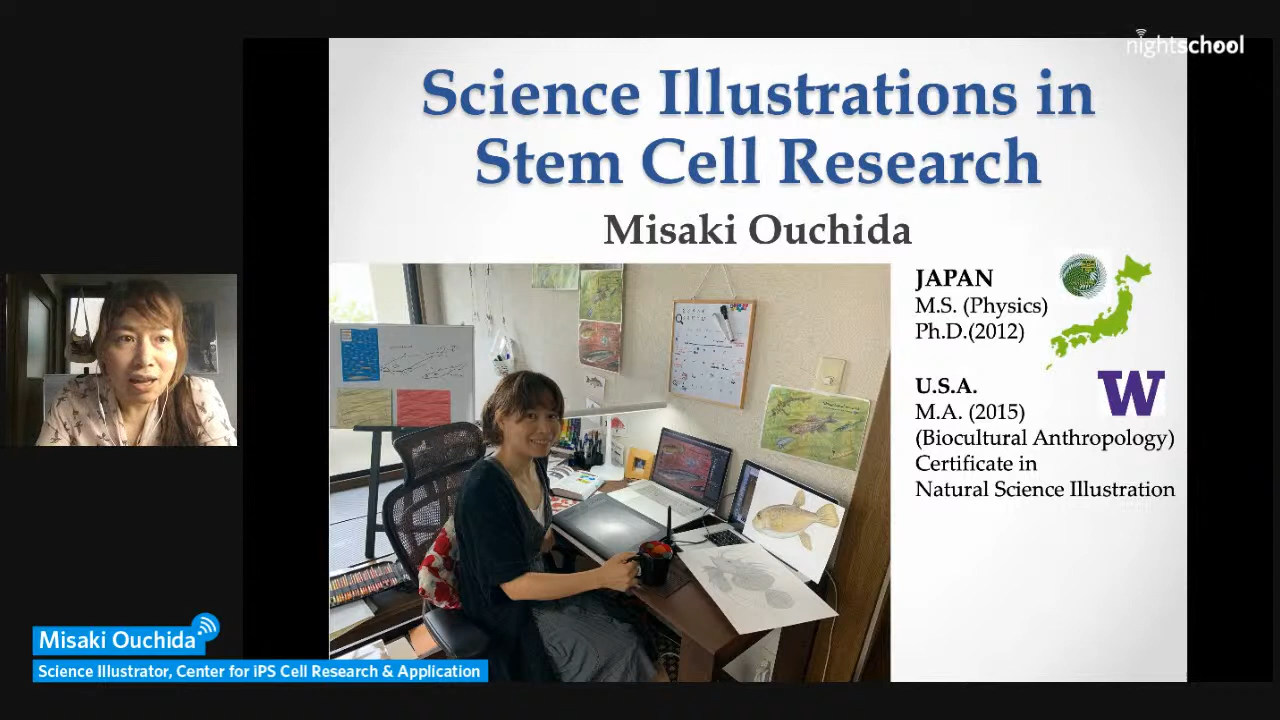 nightschool
Science Illustrations in
Stem Cell Research
Misaki Ouchida
JAPAN
M.S. (Physics)
Ph.D.(2012)
U.S.A.
W
M.A. (2015)
(Biocultural Anthropology)
Certificate in
Natural Science Illustration
Misaki Ouchida
Science Illustrator, Center for iPS Cell Research & Application